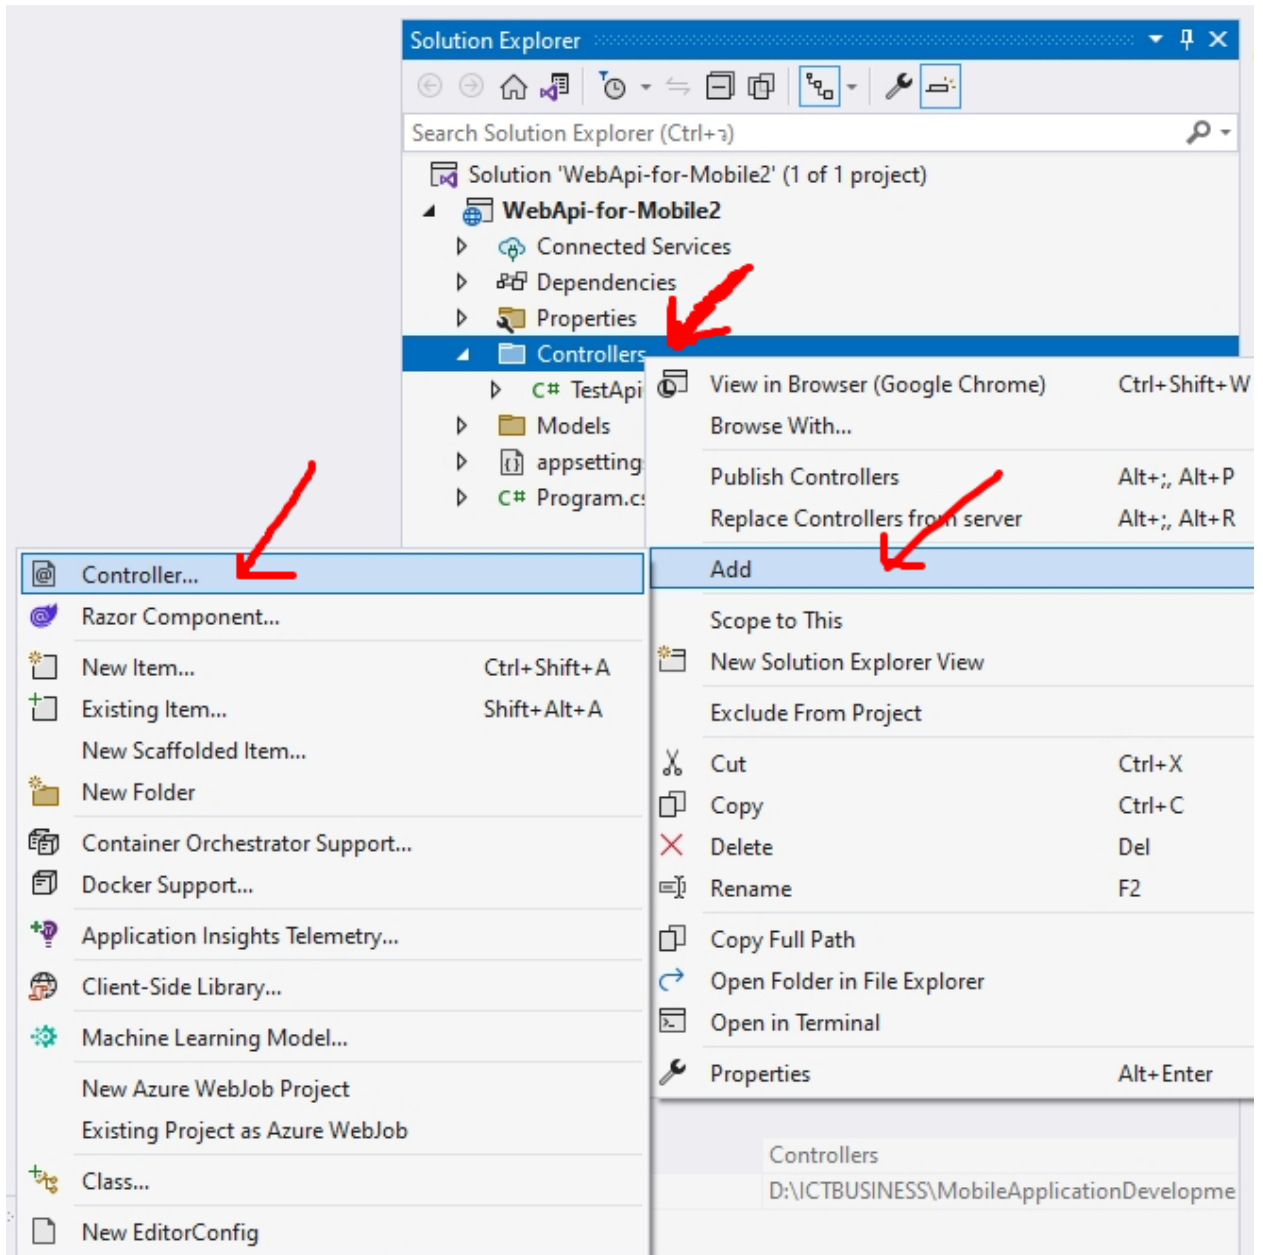 Solution Explorer
Search Solution Explorer (Ctrl+ר)
Solution 'WebApi-for-Mobile2' (1 of 1 project)
WebApi-for-Mobile2
Connected Services
Dependencies
Properties
Controllers
C# TestApi
Models
appsetting
C# Program.cs
View in Browser (Google Chrome) Ctrl+Shift+W
Browse With...
Publish Controllers Alt+;, Alt+P
Replace Controllers from server Alt+;, Alt+R
Add
Scope to This
New Solution Explorer View
Exclude From Project
Cut Ctrl+X
Copy Ctrl+C
Delete Del
Rename F2
Copy Full Path
Open Folder in File Explorer
Open in Terminal
Properties Alt+Enter
Controller...
Razor Component...
New Item... Ctrl+Shift+A
Existing Item... Shift+Alt+A
New Scaffolded Item...
New Folder
Container Orchestrator Support...
Docker Support...
Application Insights Telemetry...
Client-Side Library...
Machine Learning Model...
New Azure WebJob Project
Existing Project as Azure WebJob
Class...
New EditorConfig
Controllers
D:\ICTBUSINESS\MobileApplicationDevelopme